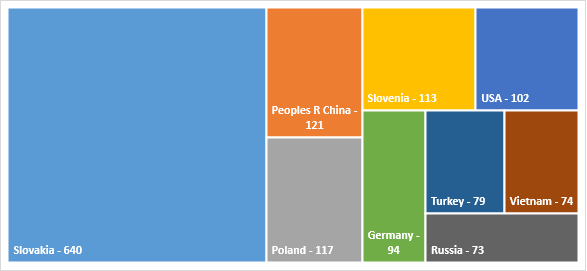 Slovakia - 640
Peoples R China -
121
Poland - 117
Slovenia - 113
USA - 102
Germany -
94
Turkey - 79
Vietnam - 74
Russia - 73